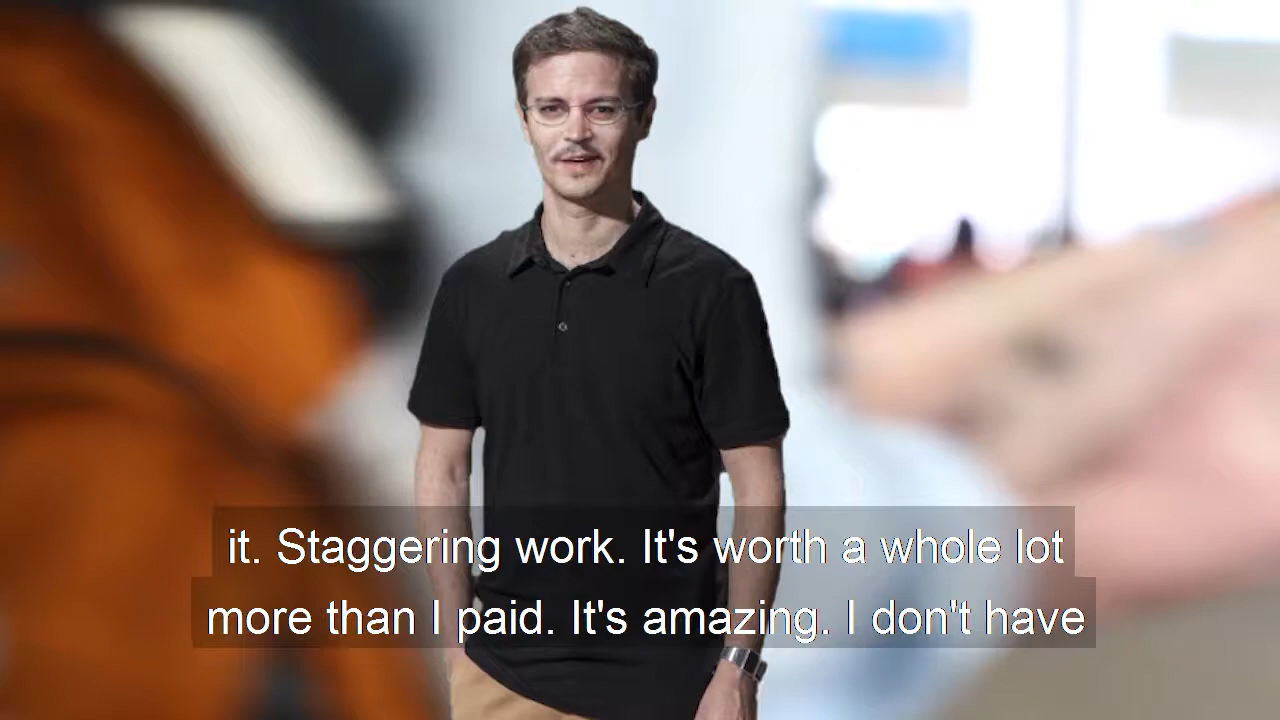 it. Staggering work. It's worth a whole lot
more than I paid. It's amazing. I don't have